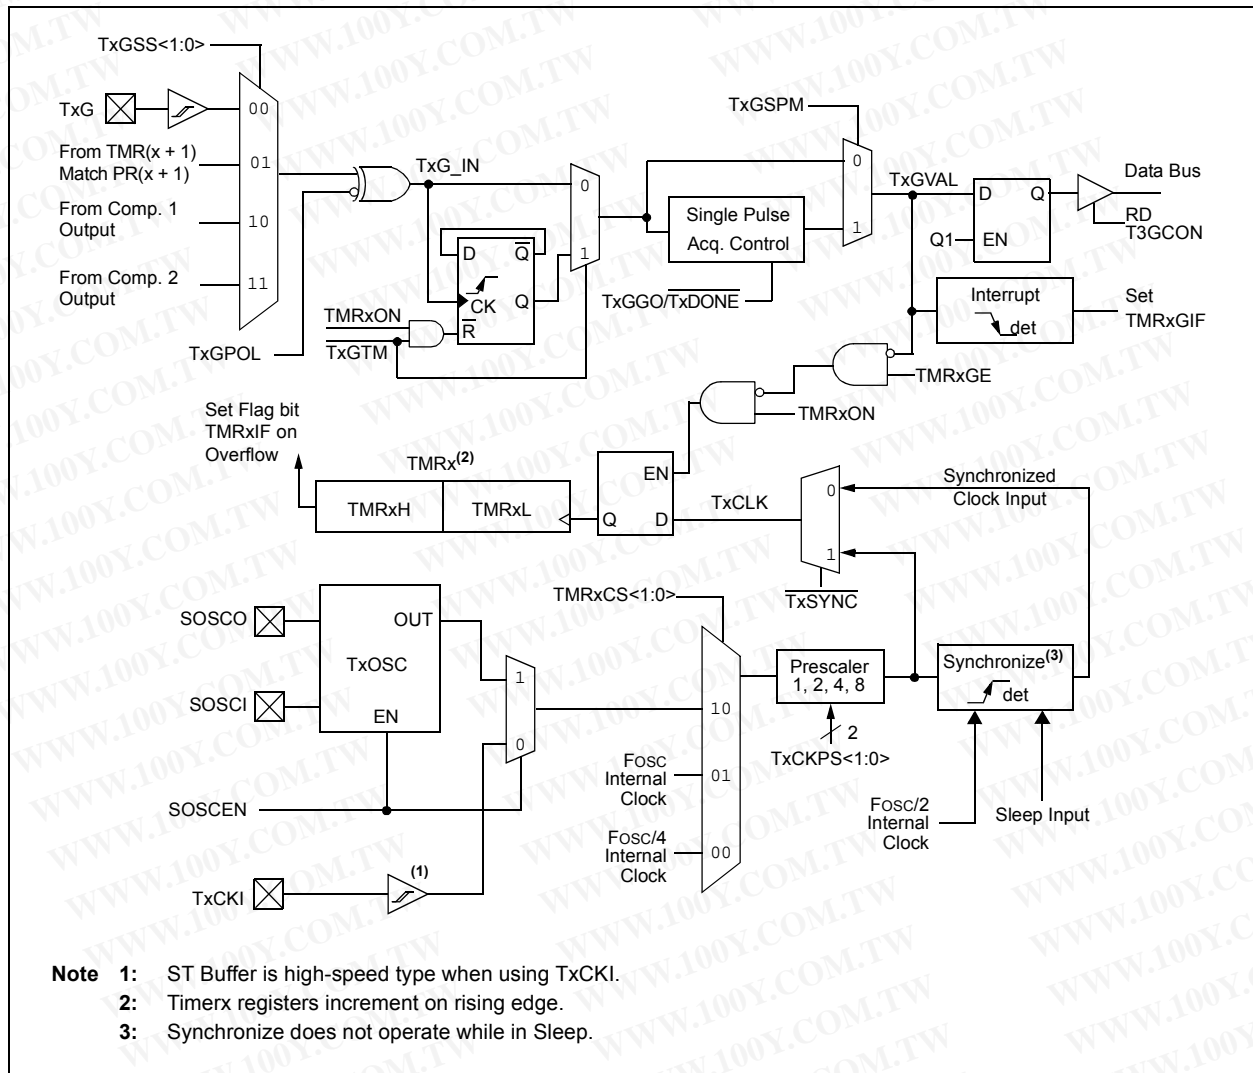 TxGSS<1:0>
TxG
00
From TMR(x + 1)
Match PR(x + 1)
01
From Comp. 1
Output
10
From Comp. 2
Output
11
TxGPOL
TxG_IN
0
1
D
Q
CK
Q
R
TMRxON
TxGTM
TxGSPM
0
1
Single Pulse
Acq. Control
TxGGO/TxDONE
TxGVAL
D
Q
Q1
EN
Data Bus
RD
T3GCON
Interrupt
det
Set
TMRxGIF
TMRxGE
TMRxON
Set Flag bit
TMRxIF on
Overflow
TMRx(2)
TMRxH
TMRxL
EN
Q
D
TxCLK
0
1
TxSYNC
Synchronized
Clock Input
SOSCO
SOSCI
OUT
TxOSC
EN
SOSCEN
TxCKI
(1)
1
0
TMRxCS<1:0>
10
FOSC
Internal
Clock
01
FOSC/4
Internal
Clock
00
Prescaler
1, 2, 4, 8
2
TxCKPS<1:0>
Synchronize(3)
det
FOSC/2
Internal
Clock
Sleep Input
Note 1: ST Buffer is high-speed type when using TxCKI.
2: Timerx registers increment on rising edge.
3: Synchronize does not operate while in Sleep.
WWW.100Y.COM.TW